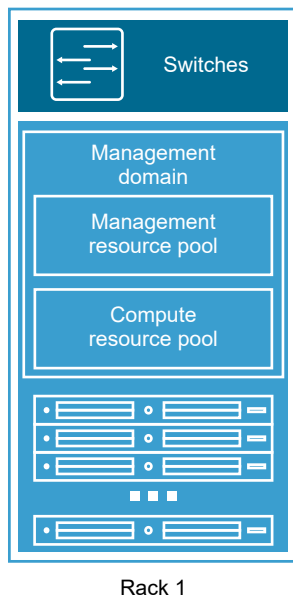 Switches
Management
domain
Management
resource pool
Compute
resource pool
Rack 1